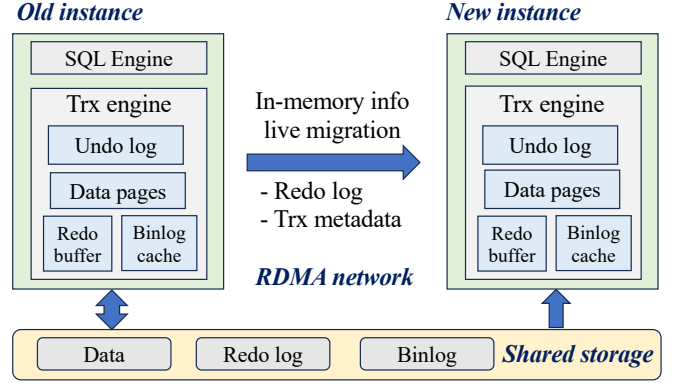 Old instance
SQL Engine
Trx engine
Undo log
Data pages
Redo
buffer
Binlog
cache
In-memory info
live migration
- Redo log
- Trx metadata
RDMA network
New instance
SQL Engine
Trx engine
Undo log
Data pages
Redo
buffer
Binlog
cache
Data
Redo log
Binlog
Shared storage